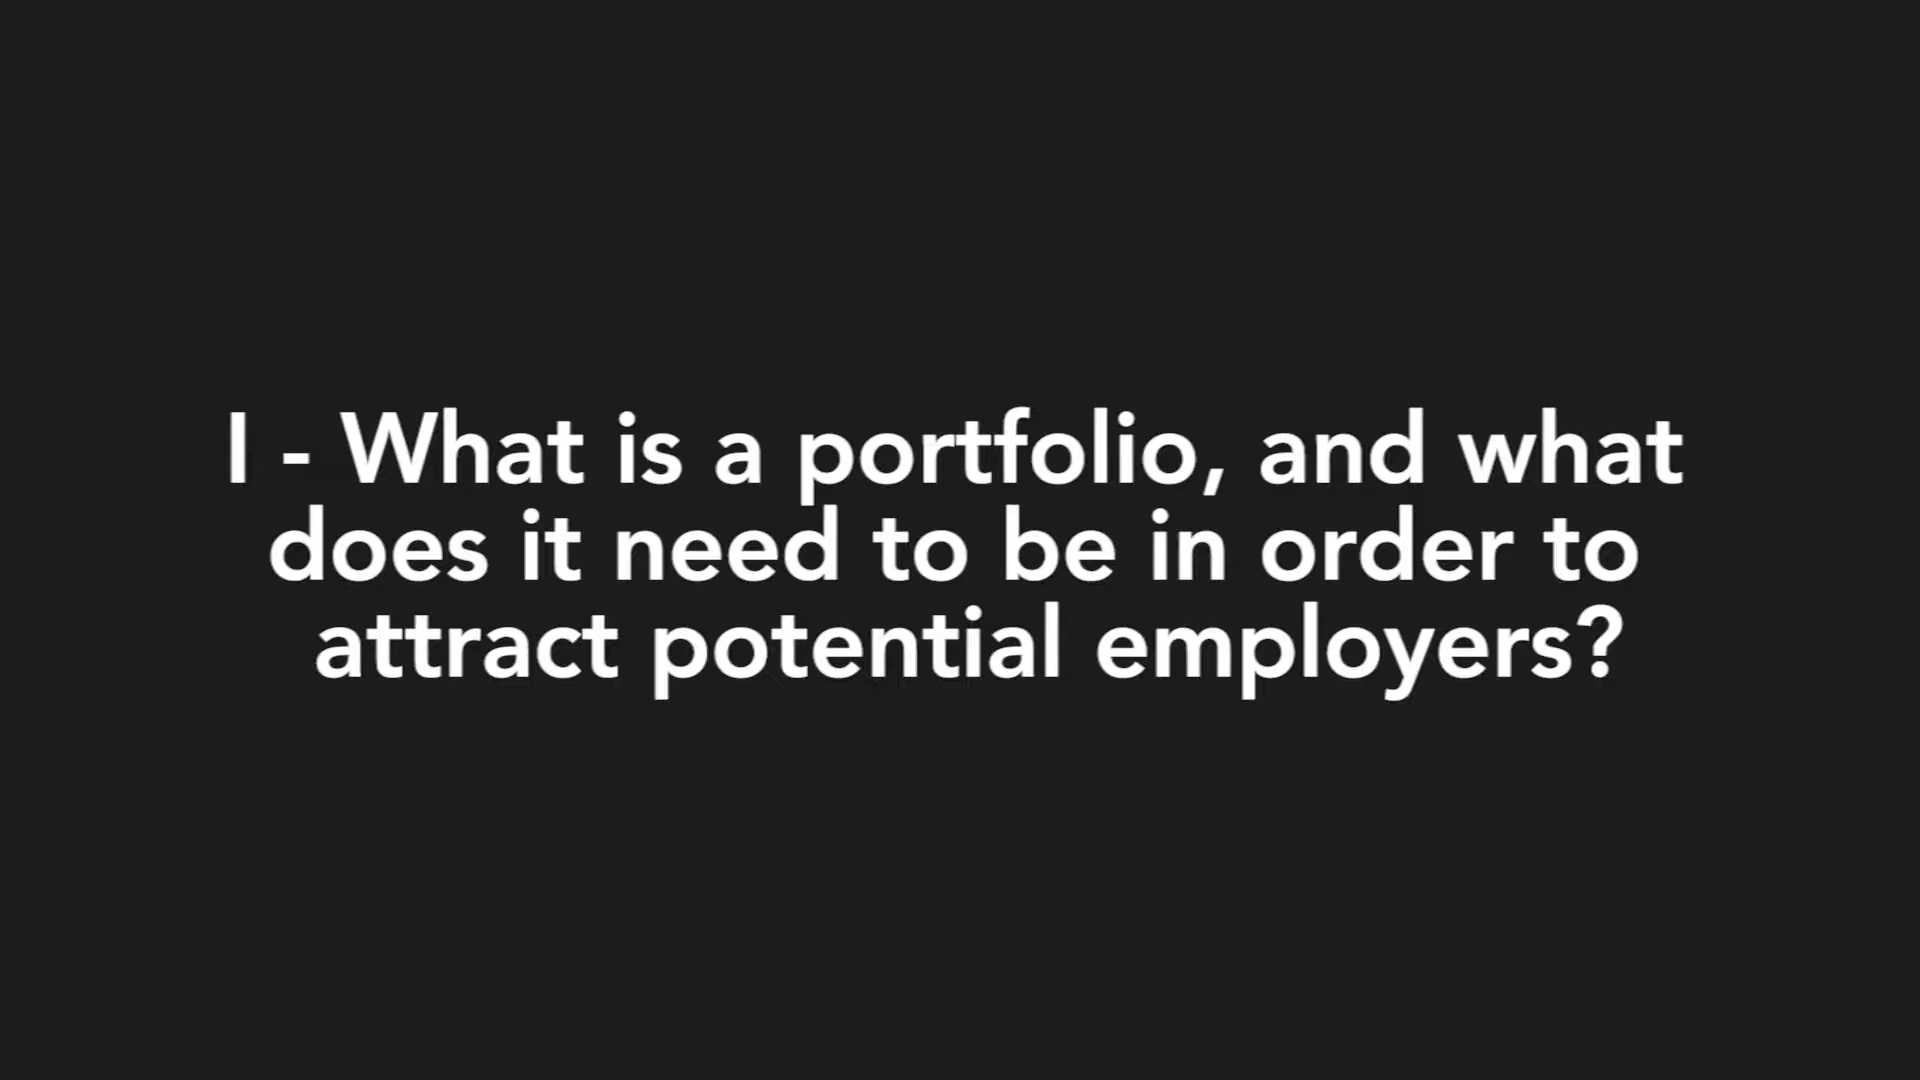 I - What is a portfolio, and what
does it need to be in order to
attract potential employers?